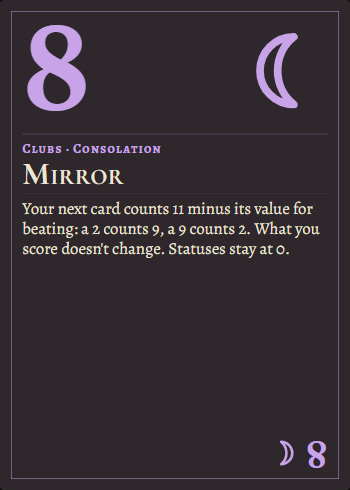 8
Clubs · Consolation
Mirror
Your next card counts 11 minus its value for
beating: a 2 counts 9, a 9 counts 2. What you
score doesn't change. Statuses stay at 0.
8